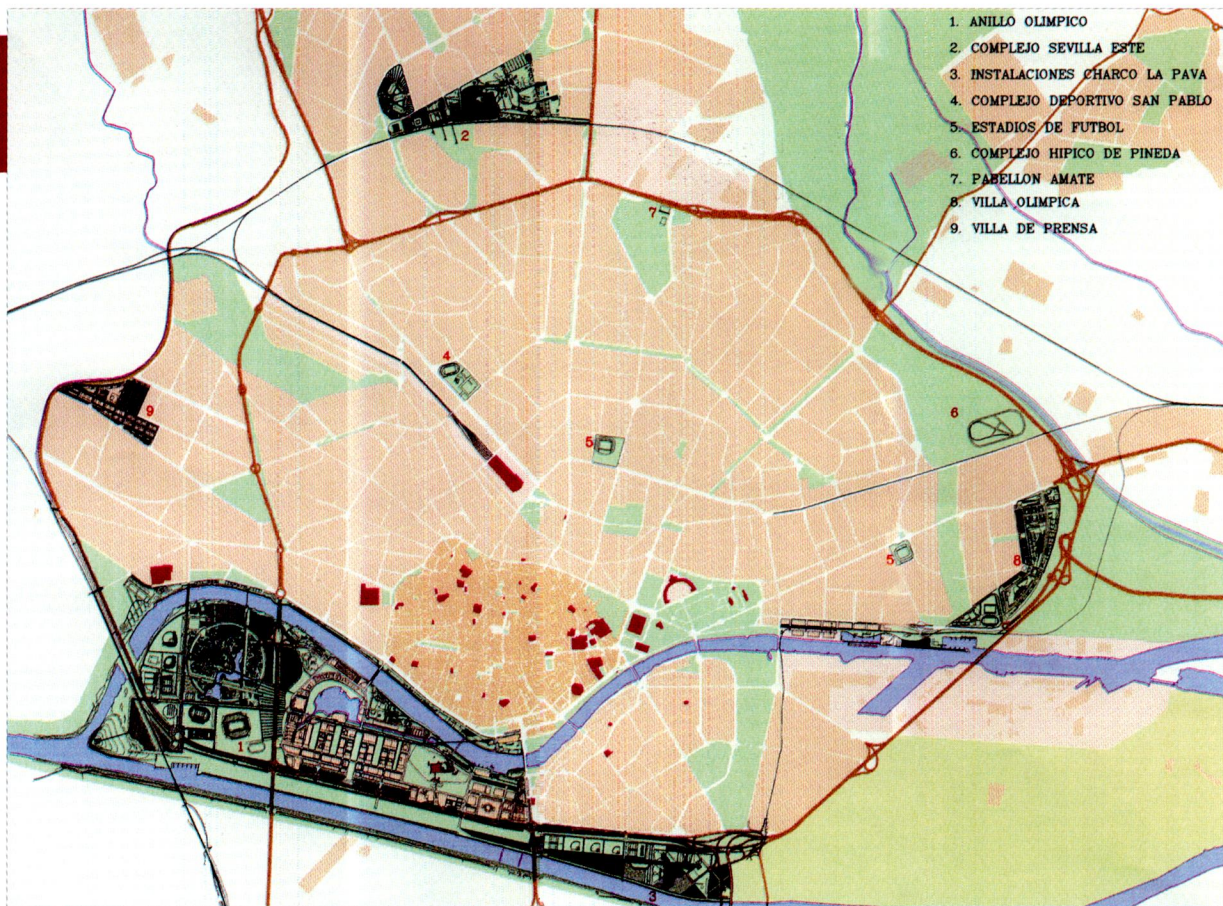 1. ANILLO OLIMPICO
2. COMPLEJO SEVILLA ESTE
3. INSTALACIONES CHARCO LA PAVA
4. COMPLEJO DEPORTIVO SAN PABLO
5. ESTADIOS DE FUTBOL
6. COMPLEJO HIPICO DE PINEDA
7. PABELLON AMATE
8. VILLA OLIMPICA
9. VILLA DE PRENSA
2
7
4
9
6
5
5
8
1
3